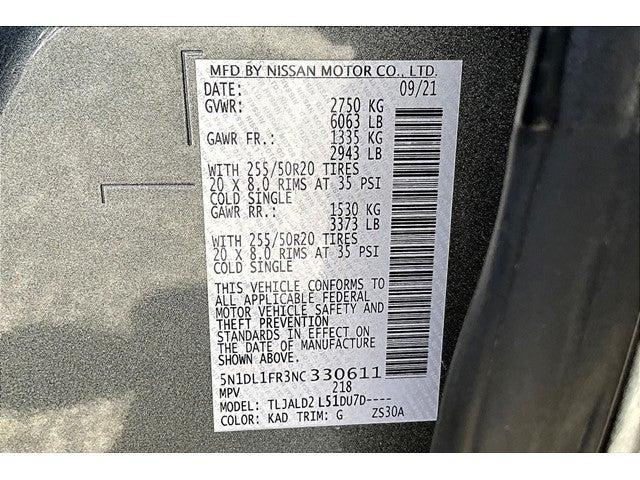 MFD BY NISSAN MOTOR CO., LTD.
DATE: 09/21
GVWR: 2750 KG
6063 LB
GAWR FR.: 1335 KG
2943 LB
WITH 255/50R20 TIRES
20 X 8.0 RIMS AT 35 PSI
COLD SINGLE
GAWR RR.: 1530 KG
3373 LB
WITH 255/50R20 TIRES
20 X 8.0 RIMS AT 35 PSI
COLD SINGLE
THIS VEHICLE CONFORMS TO
ALL APPLICABLE FEDERAL
MOTOR VEHICLE SAFETY AND
THEFT PREVENTION
STANDARDS IN EFFECT ON
THE DATE OF MANUFACTURE
SHOWN ABOVE.
5N1DL1FR3NC330611
MPV 218
MODEL: TLJALD2 L51DU7D----
COLOR: KAD TRIM: G ZS30A